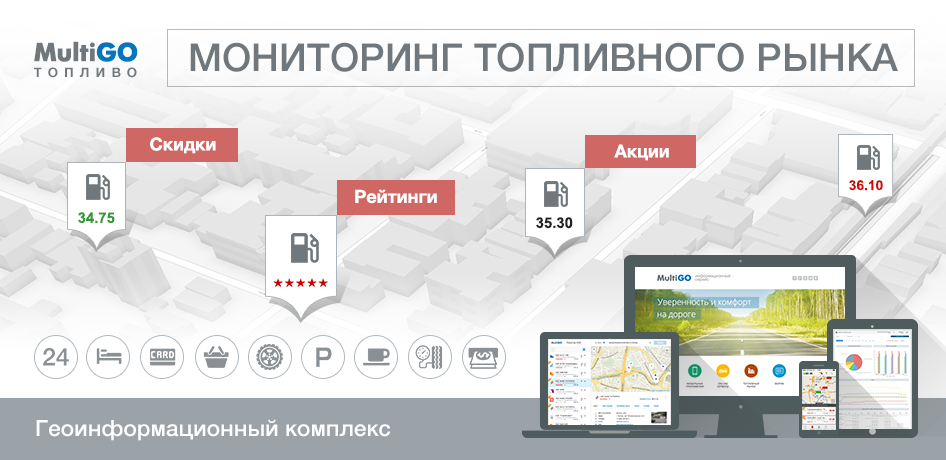 MultiGO
ТОПЛИВО
МОНИТОРИНГ ТОПЛИВНОГО РЫНКА
Скидки
34.75
Рейтинги
Акции
35.30
36.10
24
CARD
P
MultiGO
Уверенность и комфорт
на дороге
Геоинформационный комплекс